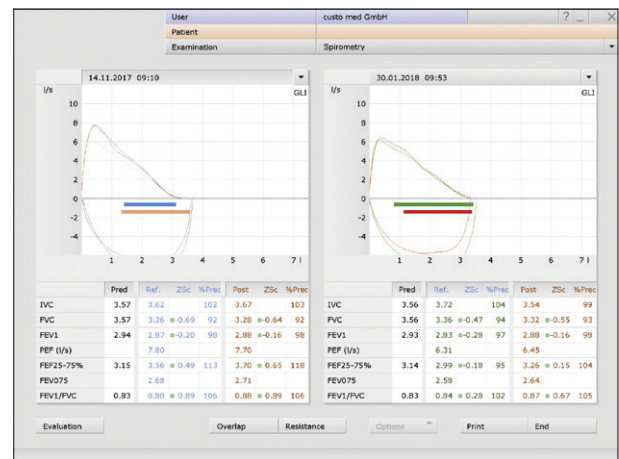 User custo med GmbH ? _ X
Patient
Examination Spirometry
14.11.2017 09:10
l/s GLI
10
8
6
4
2
0
-2
-4
1 2 3 4 5 6 7 l
Pred Ref. ZSc %Prec Post ZSc %Prec
IVC 3.57 3.62 102 3.67 103
FVC 3.57 3.26 -0.69 92 3.28 -0.64 92
FEV1 2.94 2.87 -0.20 98 2.88 -0.16 98
PEF (l/s) 7.80 7.70
FEF25-75% 3.15 3.56 0.49 113 3.70 0.65 118
FEV075 2.68 2.71
FEV1/FVC 0.83 0.88 0.89 106 0.88 0.89 106
30.01.2018 09:53
l/s GLI
10
8
6
4
2
0
-2
-4
1 2 3 4 5 6 7 l
Pred Ref. ZSc %Prec Post ZSc %Prec
IVC 3.56 3.72 104 3.54 99
FVC 3.56 3.36 -0.47 94 3.32 -0.55 93
FEV1 2.93 2.83 -0.28 97 2.88 -0.16 98
PEF (l/s) 6.31 6.45
FEF25-75% 3.14 2.99 -0.18 95 3.26 0.15 104
FEV075 2.58 2.64
FEV1/FVC 0.83 0.84 0.28 102 0.87 0.67 105
Evaluation Overlap Resistance Options Print End